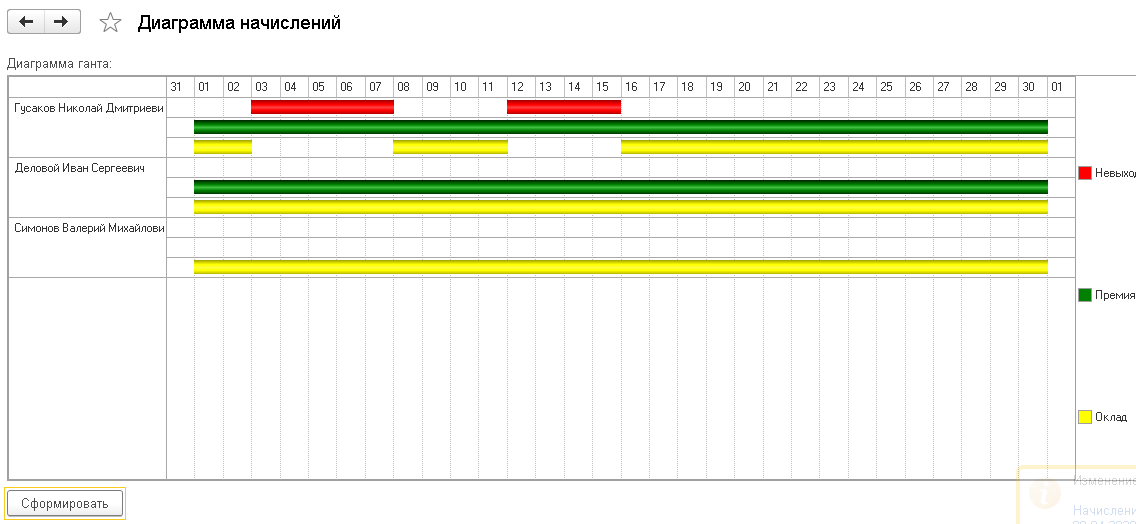 Диаграмма начислений
Диаграмма ганта:
31 01 02 03 04 05 06 07 08 09 10 11 12 13 14 15 16 17 18 19 20 21 22 23 24 25 26 27 28 29 30 01
Гусаков Николай Дмитриеви
Деловой Иван Сергеевич
Невыход
Симонов Валерий Михайлови
Премия
Оклад
Изменение
Сформировать
Начислени